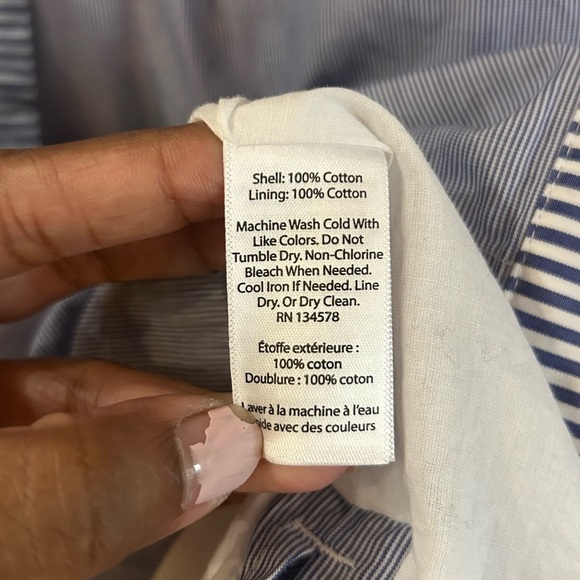 Shell: 100% Cotton
Lining: 100% Cotton
Machine Wash Cold With
Like Colors. Do Not
Tumble Dry. Non-Chlorine
Bleach When Needed.
Cool Iron If Needed. Line
Dry. Or Dry Clean.
RN 134578
Étoffe extérieure :
100% coton
Doublure : 100% coton
Laver à la machine à l'eau
avec des couleurs